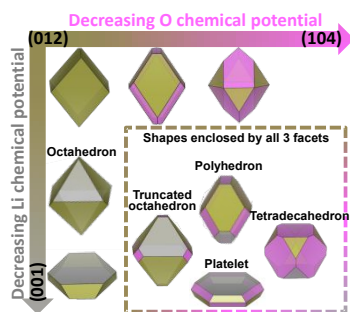 Decreasing O chemical potential
(012)
(104)
Decreasing Li chemical potential
(001)
Octahedron
Shapes enclosed by all 3 facets
Polyhedron
Truncated
octahedron
Tetradecahedron
Platelet